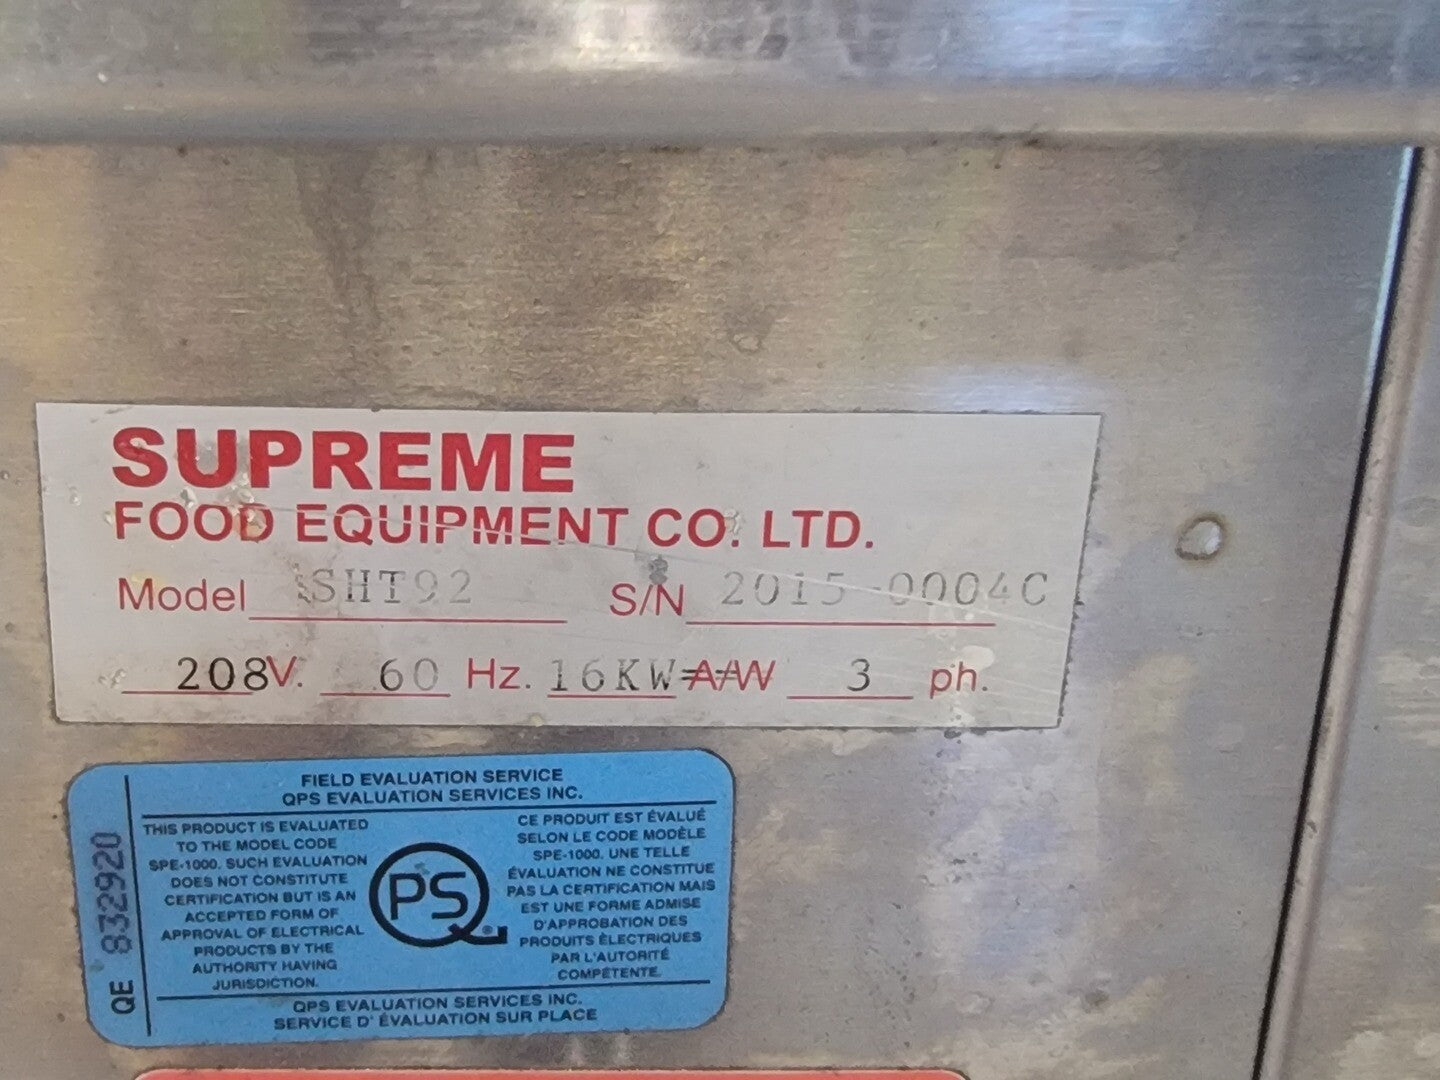 SUPREME
FOOD EQUIPMENT CO. LTD.
Model SHT92 S/N 2015-0004C
208V. 60 Hz. 16KW A/W 3 ph.
FIELD EVALUATION SERVICE
QPS EVALUATION SERVICES INC.
THIS PRODUCT IS EVALUATED
TO THE MODEL CODE
SPE-1000. SUCH EVALUATION
DOES NOT CONSTITUTE
CERTIFICATION BUT IS AN
ACCEPTED FORM OF
APPROVAL OF ELECTRICAL
PRODUCTS BY THE
AUTHORITY HAVING
JURISDICTION.
QPS
®
CE PRODUIT EST ÉVALUÉ
SELON LE CODE MODÈLE
SPE-1000. UNE TELLE
ÉVALUATION NE CONSTITUE
PAS LA CERTIFICATION MAIS
EST UNE FORME ADMISE
D'APPROBATION DES
PRODUITS ÉLECTRIQUES
PAR L'AUTORITÉ
COMPÉTENTE.
QPS EVALUATION SERVICES INC.
SERVICE D' ÉVALUATION SUR PLACE
QE 832920